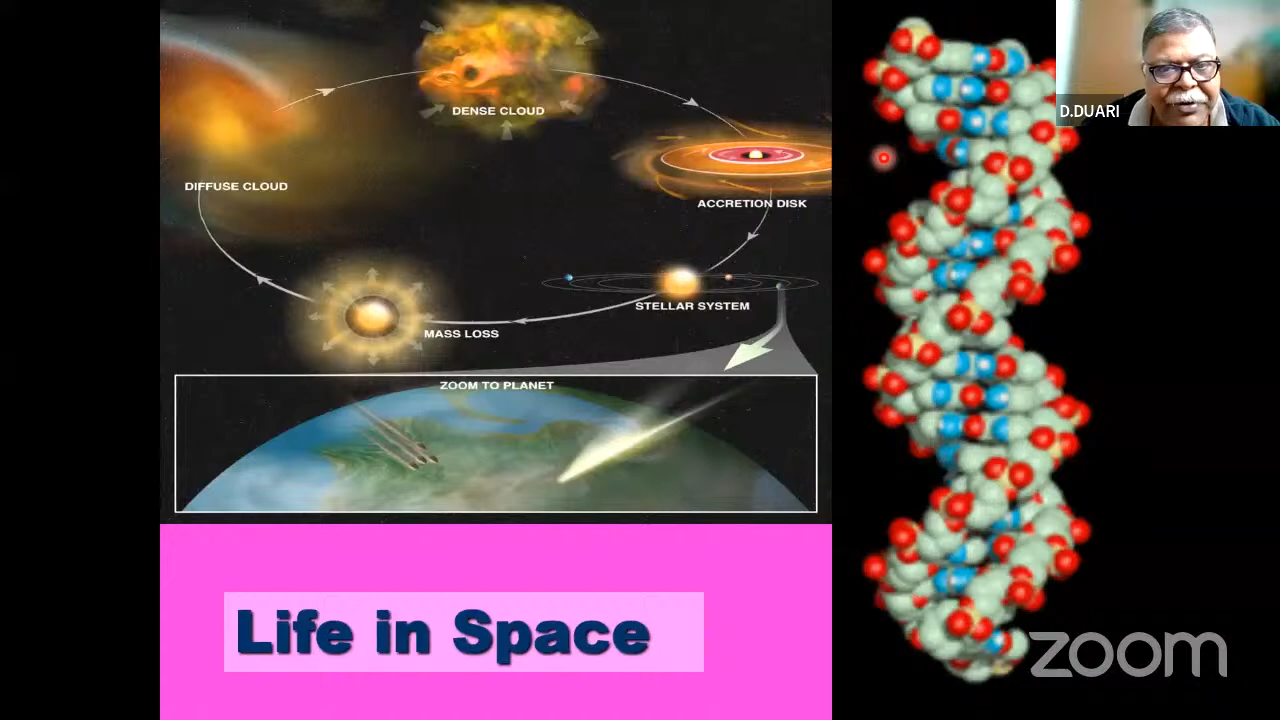 DENSE CLOUD
DIFFUSE CLOUD
ACCRETION DISK
STELLAR SYSTEM
MASS LOSS
ZOOM TO PLANET
Life in Space
D.DUARI
zoom